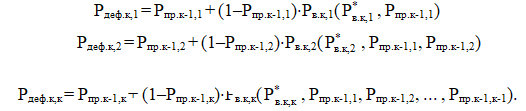 Pдеф.к,1=Pпр.к-1,1+(1–Pпр.к-1,1)·Pв.к,1(P*в.к,1 , Pпр.к-1,1)
Pдеф.к,2=Pпр.к-1,2+(1–Pпр.к-1,2)·Pв.к,2(P*в.к,2 , Pпр.к-1,1, Pпр.к-1,2)
Pдеф.к,к=Pпр.к-1,к+(1–Pпр.к-1,к)·Pв.к,к(P*в.к,к , Pпр.к-1,1, Pпр.к-1,2, … , Pпр.к-1,к-1).